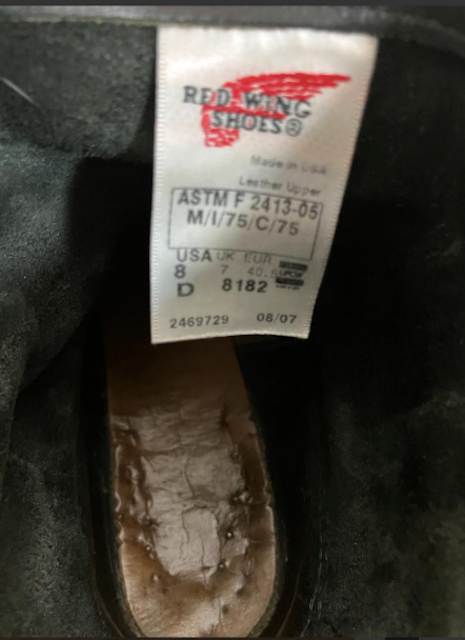 RED WING
SHOES®
Made in USA
Leather Upper
ASTM F 2413-05
M/I/75/C/75
USA UK EUR
8 7 40.5
D 8182
2469729 08/07